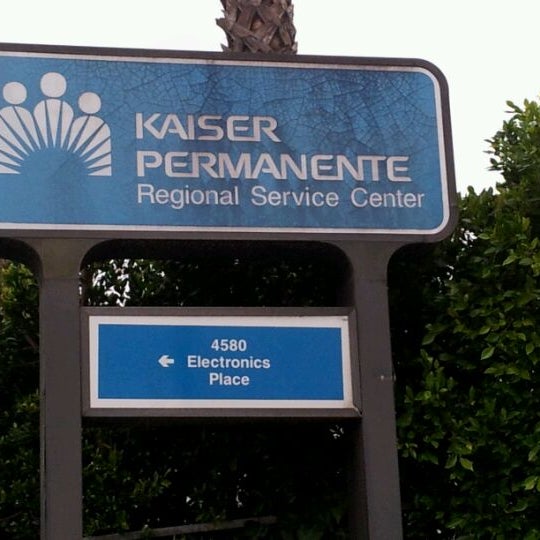 KAISER
PERMANENTE
Regional Service Center
4580
← Electronics
Place